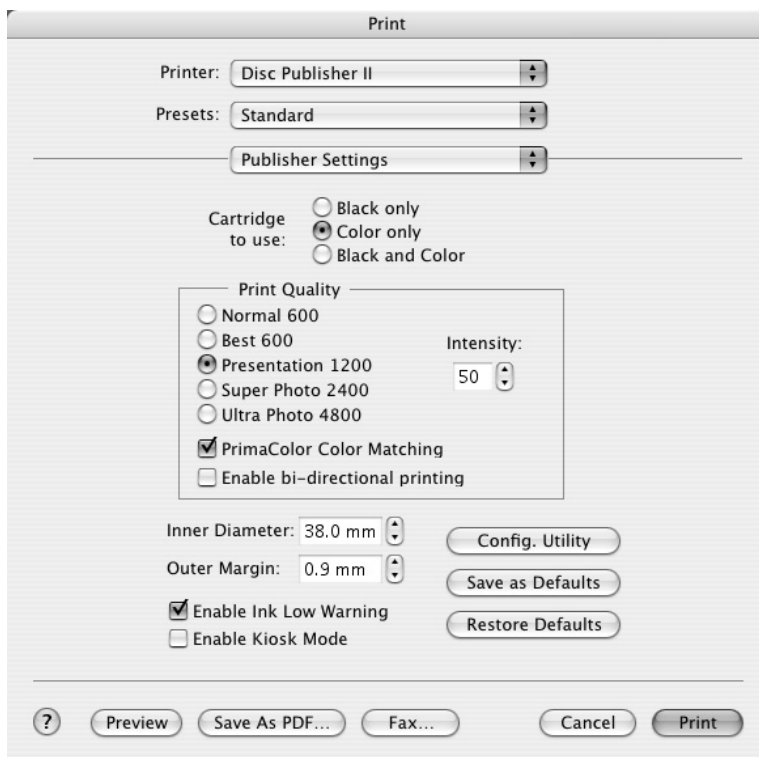 Print
Printer: Disc Publisher II
Presets: Standard
Publisher Settings
Cartridge to use:
Black only
Color only
Black and Color
Print Quality
Normal 600
Best 600
Presentation 1200
Super Photo 2400
Ultra Photo 4800
Intensity:
50
PrimaColor Color Matching
Enable bi-directional printing
Inner Diameter: 38.0 mm
Outer Margin: 0.9 mm
Enable Ink Low Warning
Enable Kiosk Mode
Config. Utility
Save as Defaults
Restore Defaults
? Preview Save As PDF... Fax... Cancel Print